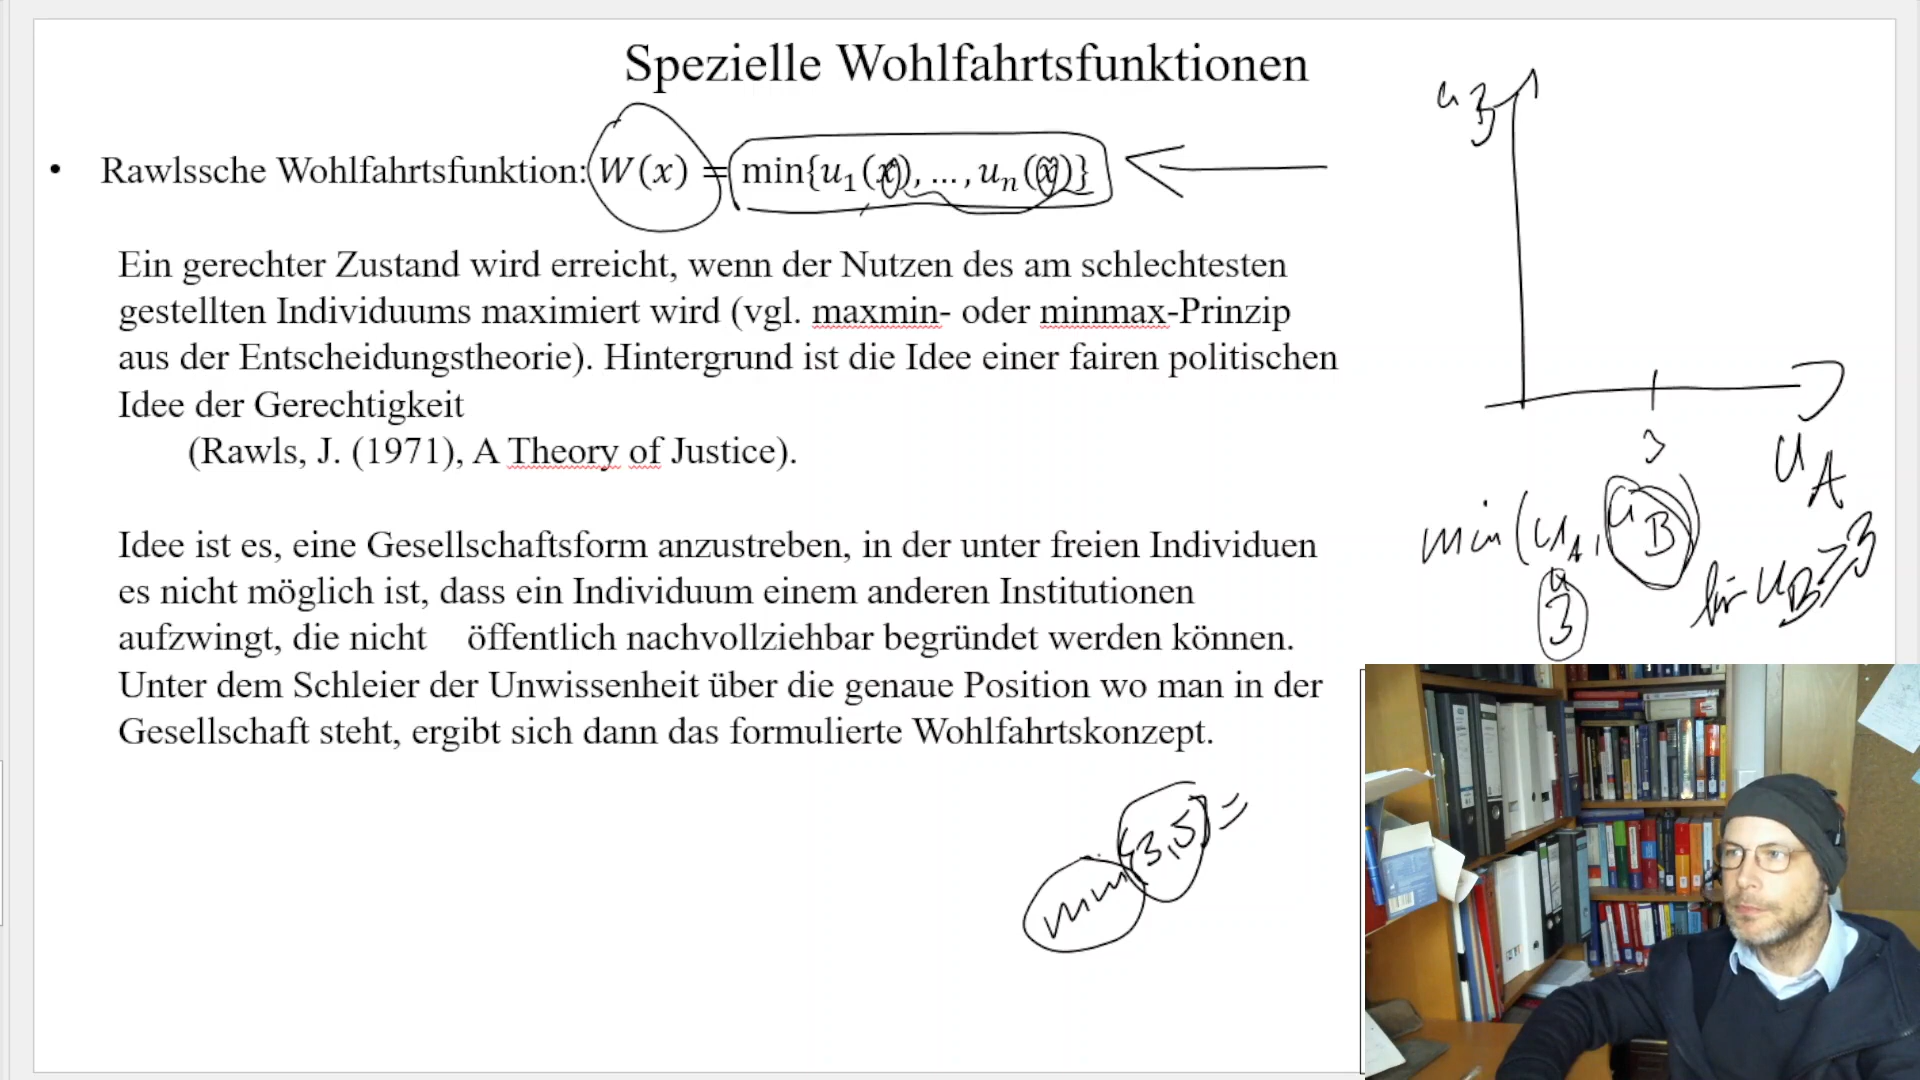 Spezielle Wohlfahrtsfunktionen
• Rawlssche Wohlfahrtsfunktion: W(x) = min{u₁(x), …, uₙ(x)}
Ein gerechter Zustand wird erreicht, wenn der Nutzen des am schlechtesten
gestellten Individuums maximiert wird (vgl. maxmin- oder minmax-Prinzip
aus der Entscheidungstheorie). Hintergrund ist die Idee einer fairen politischen
Idee der Gerechtigkeit
(Rawls, J. (1971), A Theory of Justice).
Idee ist es, eine Gesellschaftsform anzustreben, in der unter freien Individuen
es nicht möglich ist, dass ein Individuum einem anderen Institutionen
aufzwingt, die nicht öffentlich nachvollziehbar begründet werden können.
Unter dem Schleier der Unwissenheit über die genaue Position wo man in der
Gesellschaft steht, ergibt sich dann das formulierte Wohlfahrtskonzept.
min{3,5} =
u_B
3
u_A
min(u_A, u_B)
3
für u_B ≥ 3